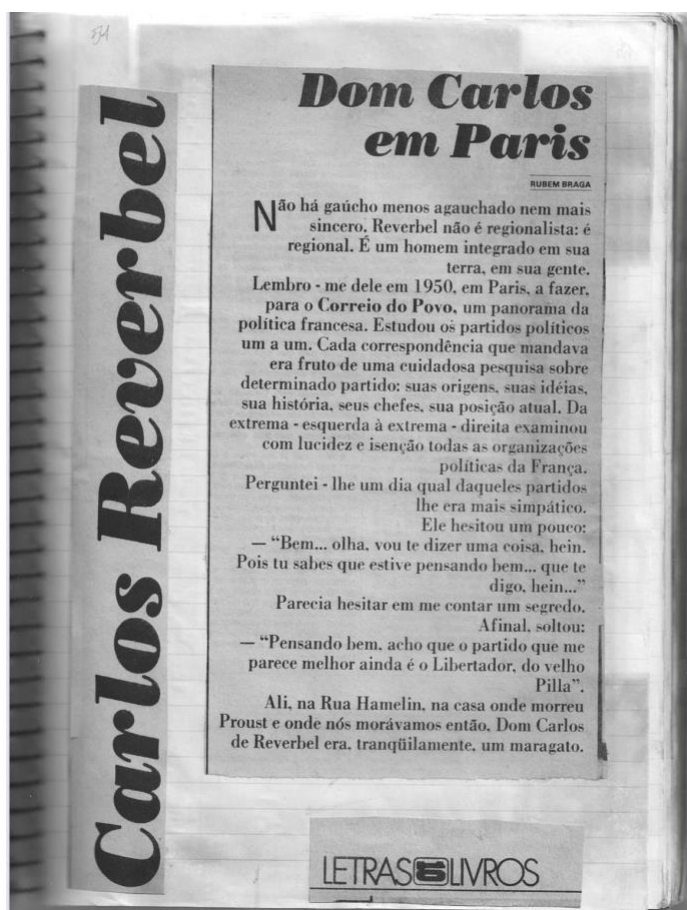 Carlos Reverbel
Dom Carlos
em Paris
RUBEM BRAGA
Não há gaúcho menos agauchado nem mais
sincero. Reverbel não é regionalista: é
regional. É um homem integrado em sua
terra, em sua gente.
Lembro - me dele em 1950, em Paris, a fazer,
para o Correio do Povo, um panorama da
política francesa. Estudou os partidos políticos
um a um. Cada correspondência que mandava
era fruto de uma cuidadosa pesquisa sobre
determinado partido: suas origens, suas idéias,
sua história, seus chefes, sua posição atual. Da
extrema - esquerda à extrema - direita examinou
com lucidez e isenção todas as organizações
políticas da França.
Perguntei - lhe um dia qual daqueles partidos
lhe era mais simpático.
Ele hesitou um pouco:
— “Bem... olha, vou te dizer uma coisa, hein.
Pois tu sabes que estive pensando bem... que te
digo, hein...”
Parecia hesitar em me contar um segredo.
Afinal, soltou:
— “Pensando bem, acho que o partido que me
parece melhor ainda é o Libertador, do velho
Pilla”.
Ali, na Rua Hamelin, na casa onde morreu
Proust e onde nós morávamos então, Dom Carlos
de Reverbel era, tranqüilamente, um maragato.
LETRAS LIVROS